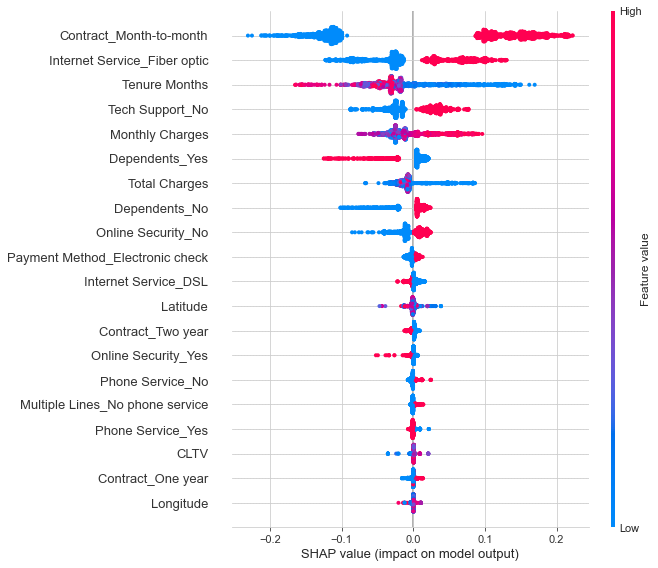 High
Contract_Month-to-month
Internet Service_Fiber optic
Tenure Months
Tech Support_No
Monthly Charges
Dependents_Yes
Total Charges
Dependents_No
Online Security_No
Payment Method_Electronic check
Internet Service_DSL
Latitude
Contract_Two year
Online Security_Yes
Phone Service_No
Multiple Lines_No phone service
Phone Service_Yes
CLTV
Contract_One year
Longitude
Feature value
Low
−0.2 −0.1 0.0 0.1 0.2
SHAP value (impact on model output)